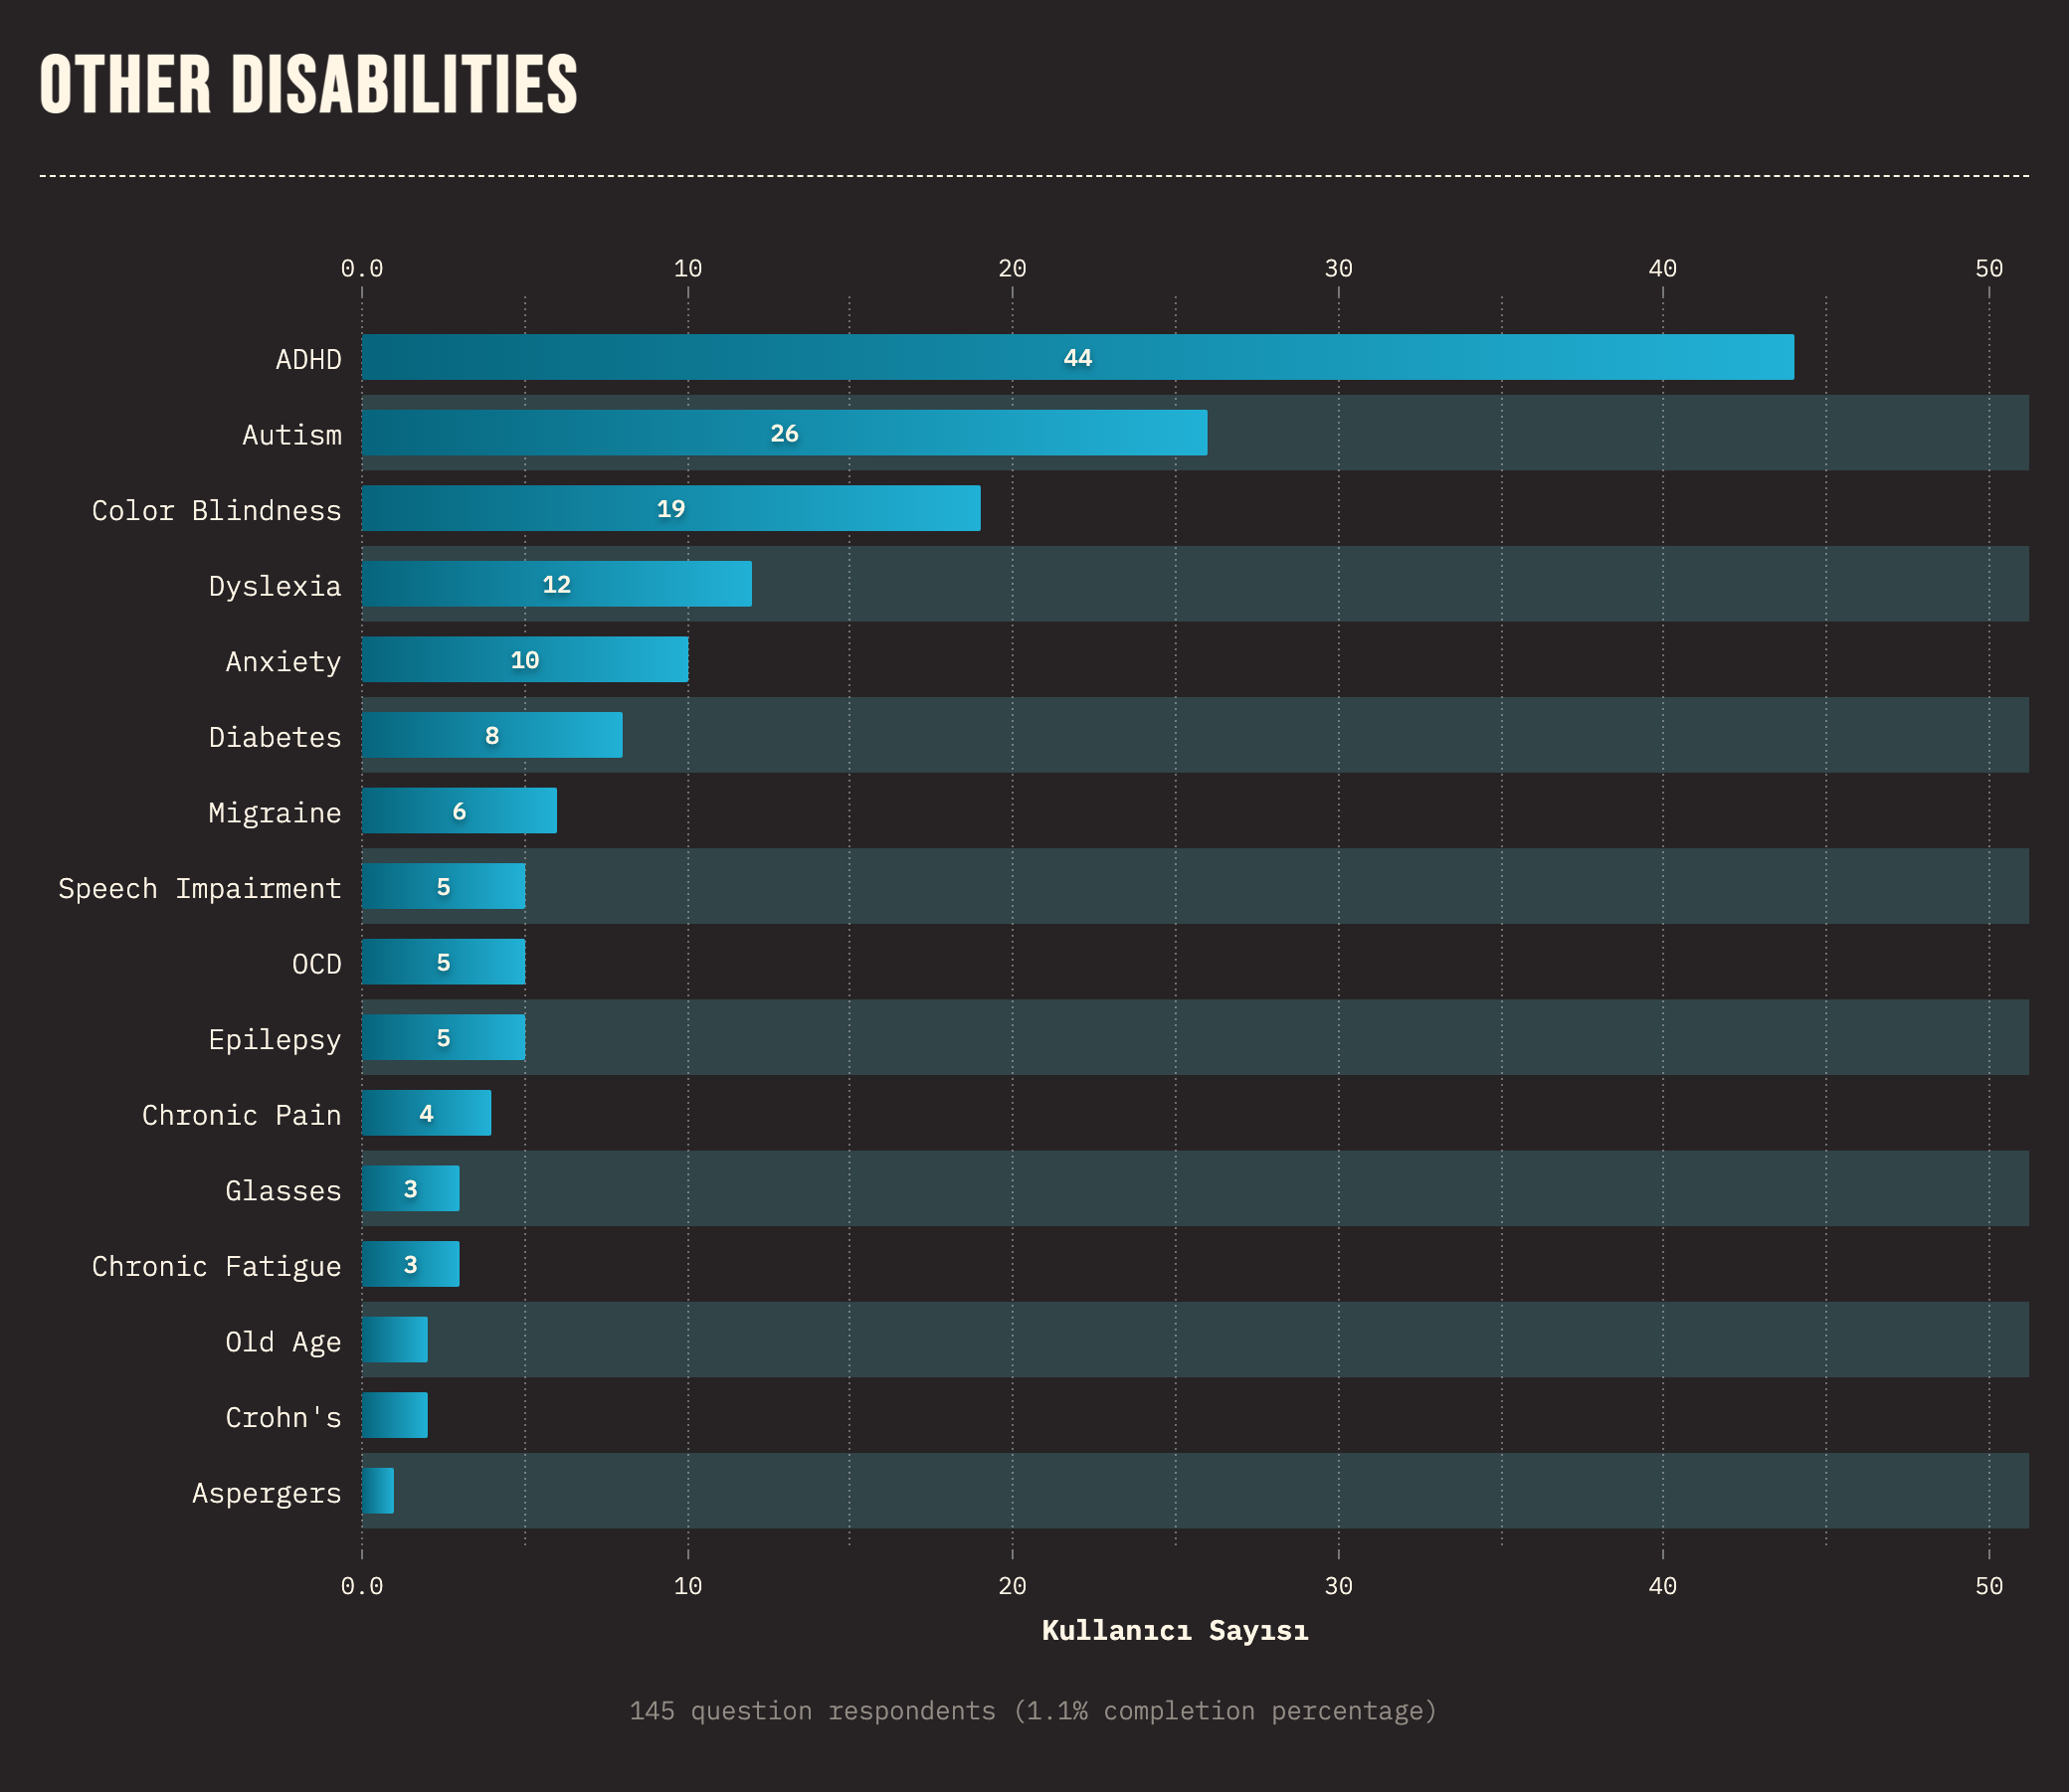 OTHER DISABILITIES
0.0 10 20 30 40 50
ADHD 44
Autism 26
Color Blindness 19
Dyslexia 12
Anxiety 10
Diabetes 8
Migraine 6
Speech Impairment 5
OCD 5
Epilepsy 5
Chronic Pain 4
Glasses 3
Chronic Fatigue 3
Old Age
Crohn's
Aspergers
0.0 10 20 30 40 50
Kullanıcı Sayısı
145 question respondents (1.1% completion percentage)